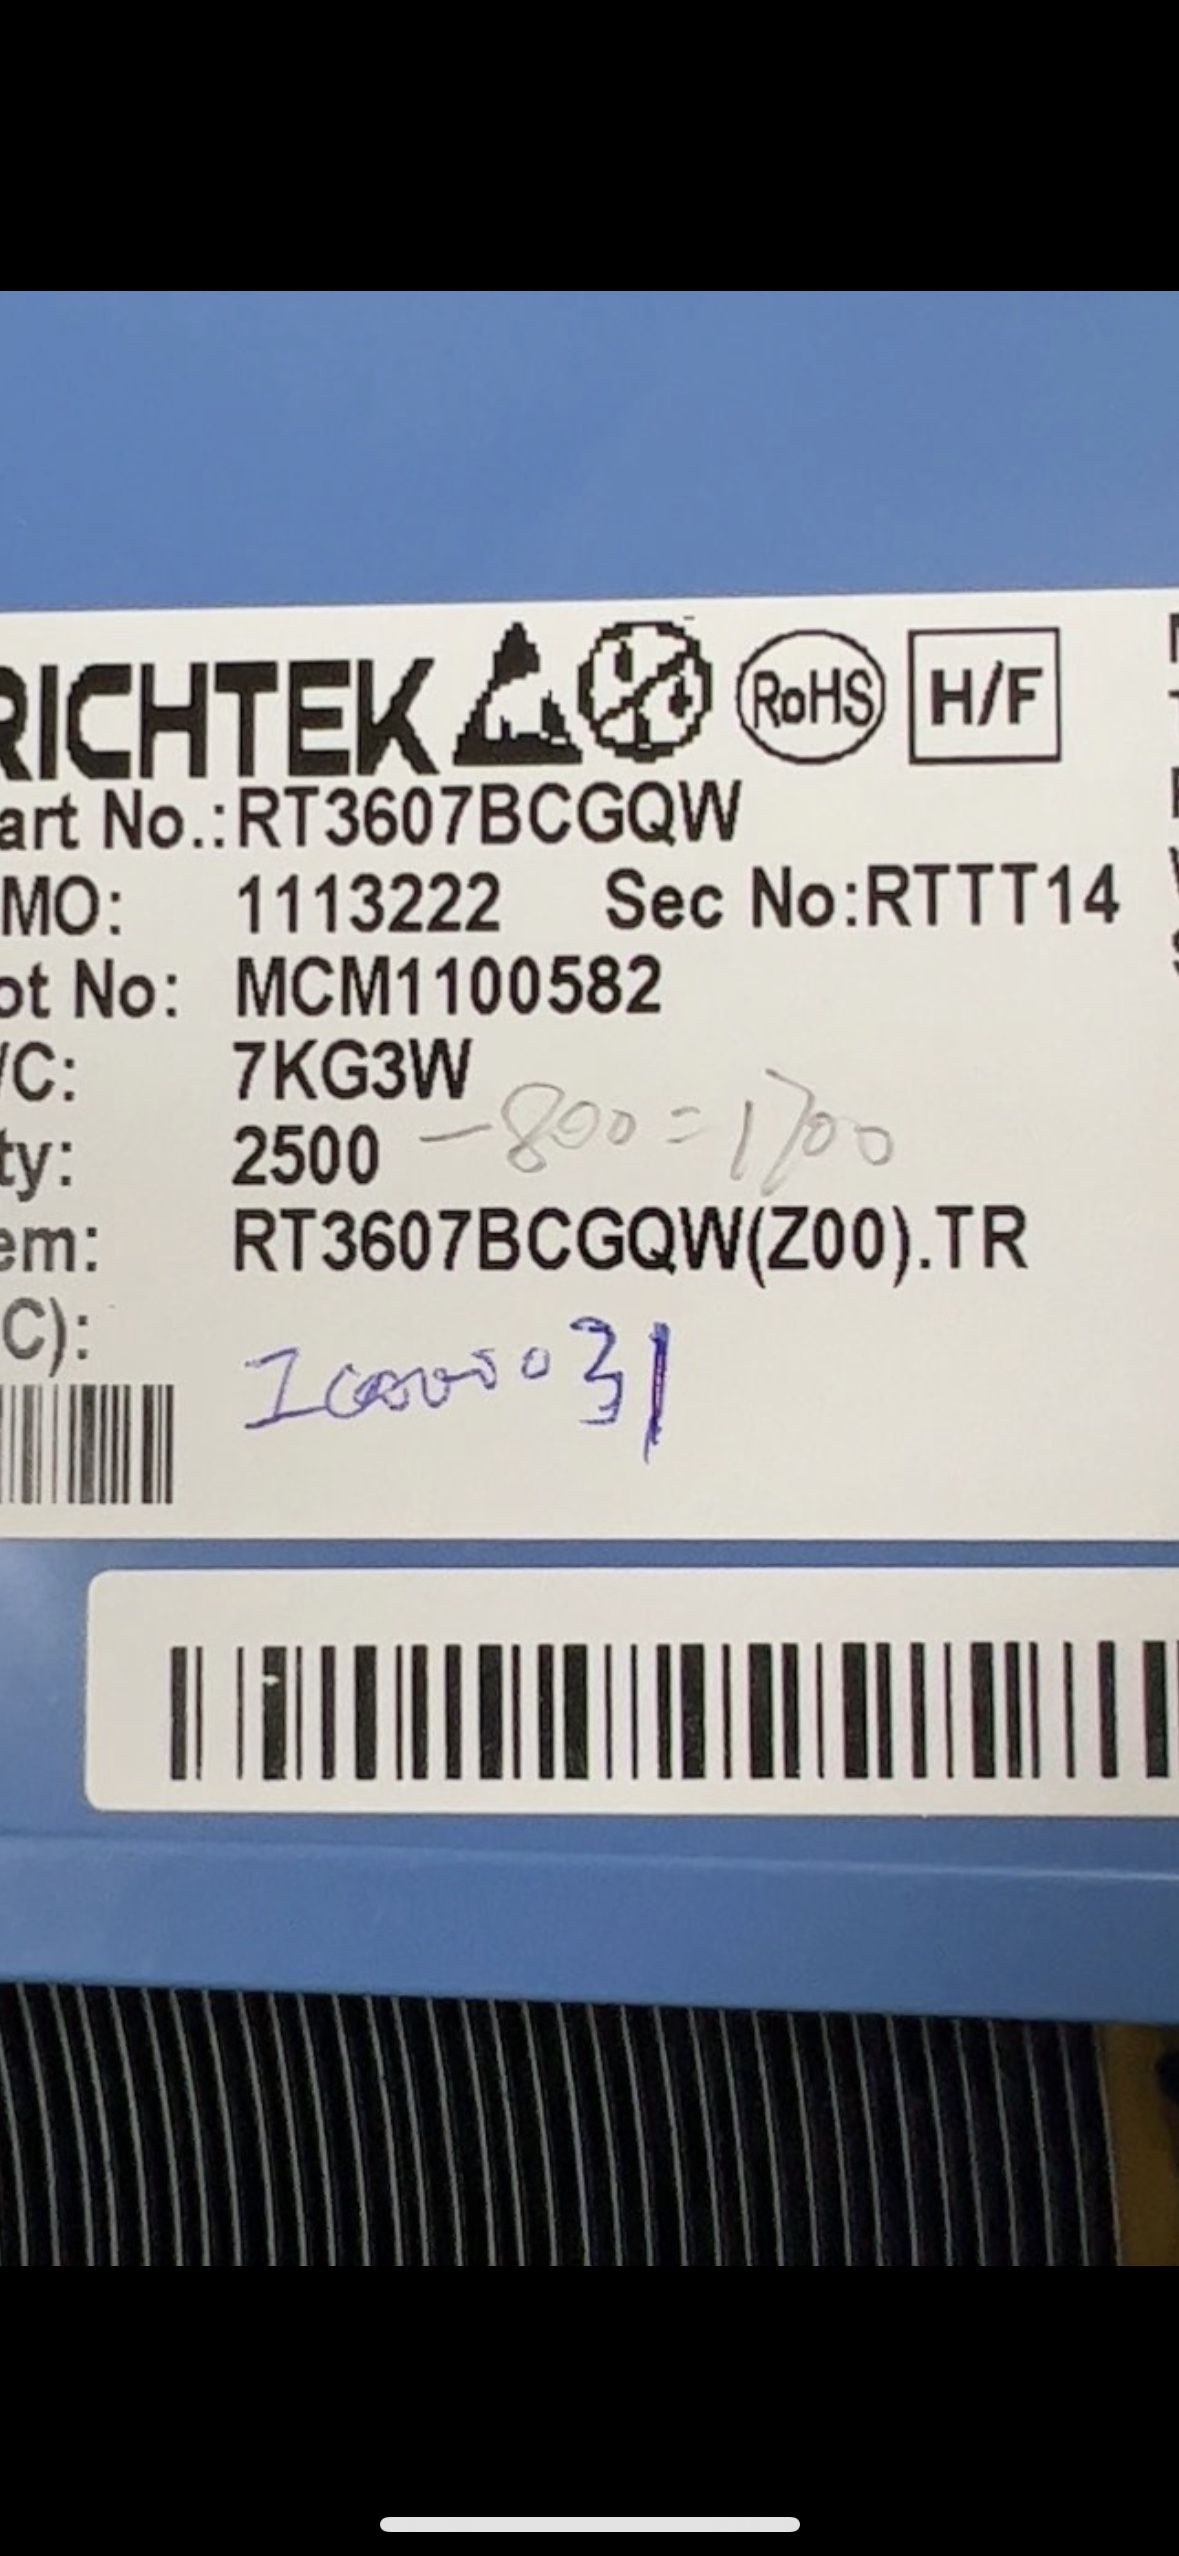 RICHTEK RoHS H/F
art No.:RT3607BCGQW
MO: 1113222 Sec No:RTTT14
ot No: MCM1100582
/C: 7KG3W
ty: 2500 -800=1700
em: RT3607BCGQW(Z00).TR
C):